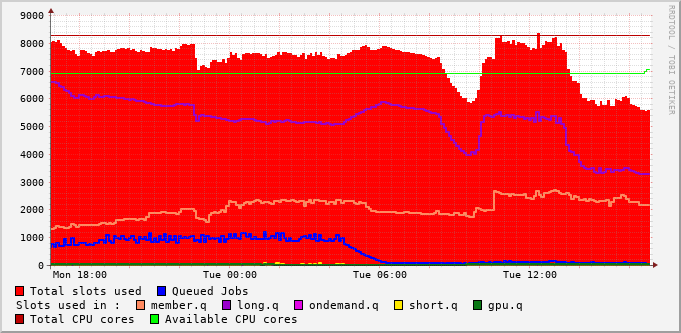 9000
8000
7000
6000
5000
4000
3000
2000
1000
0
Mon 18:00 Tue 00:00 Tue 06:00 Tue 12:00
RRDTOOL / TOBI OETIKER
Total slots used Queued Jobs
Slots used in : member.q long.q ondemand.q short.q gpu.q
Total CPU cores Available CPU cores